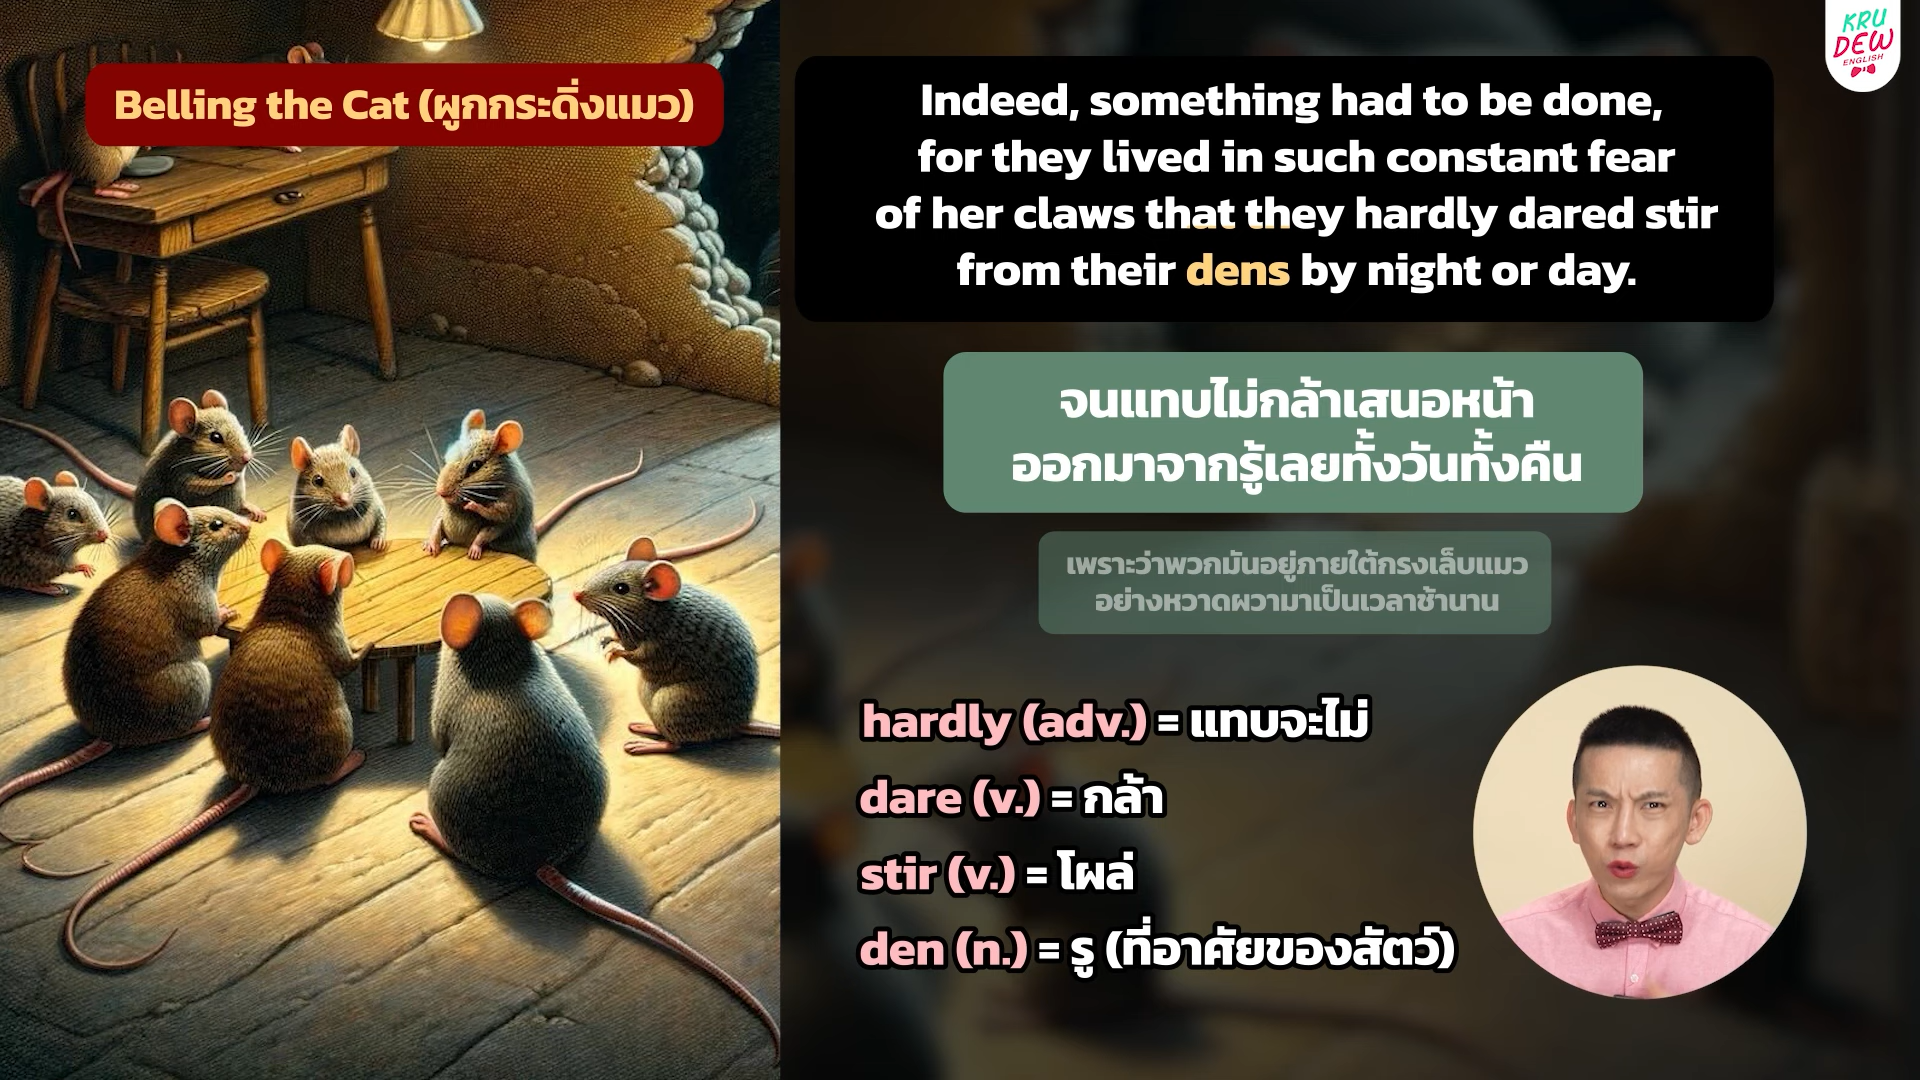 KRU
DEW
ENGLISH
Belling the Cat (ผูกกระดิ่งแมว)
Indeed, something had to be done,
for they lived in such constant fear
of her claws that they hardly dared stir
from their dens by night or day.
จนแทบไม่กล้าเสนอหน้า
ออกมาจากรู้เลยทั้งวันทั้งคืน
เพราะว่าพวกมันอยู่ภายใต้กรงเล็บแมว
อย่างหวาดผวามาเป็นเวลาช้านาน
hardly (adv.) = แทบจะไม่
dare (v.) = กล้า
stir (v.) = โผล่
den (n.) = รู (ที่อาศัยของสัตว์)